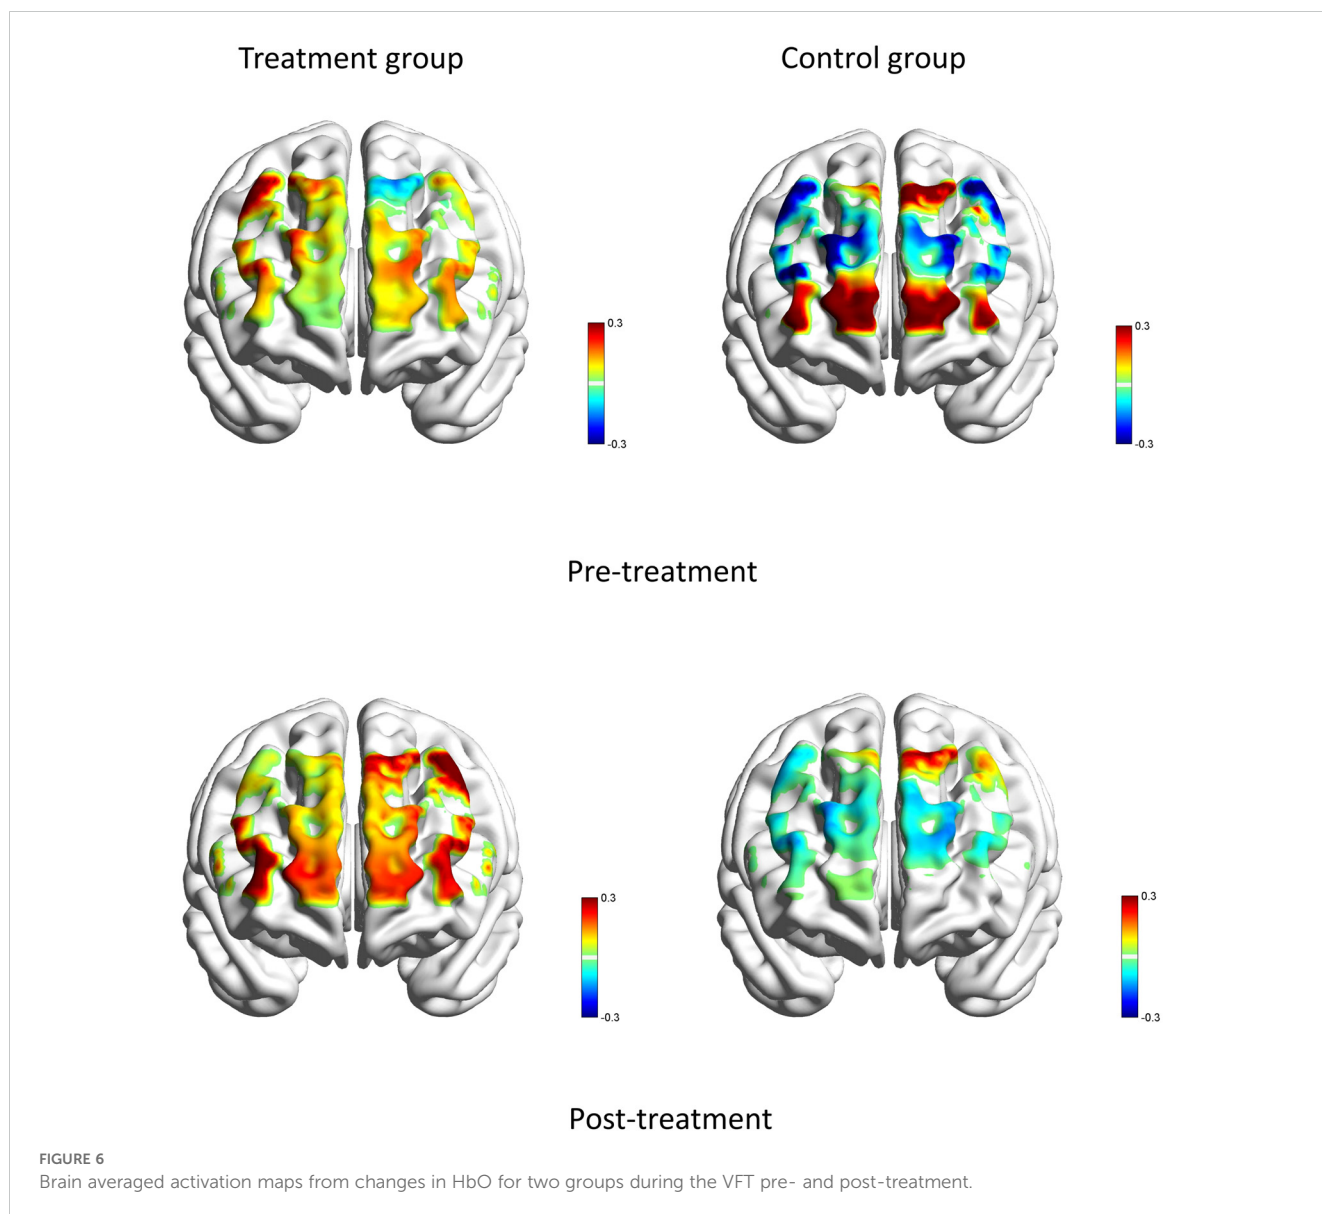 Treatment group
Control group
0.3
-0.3
0.3
-0.3
Pre-treatment
0.3
-0.3
0.3
-0.3
Post-treatment
FIGURE 6
Brain averaged activation maps from changes in HbO for two groups during the VFT pre- and post-treatment.